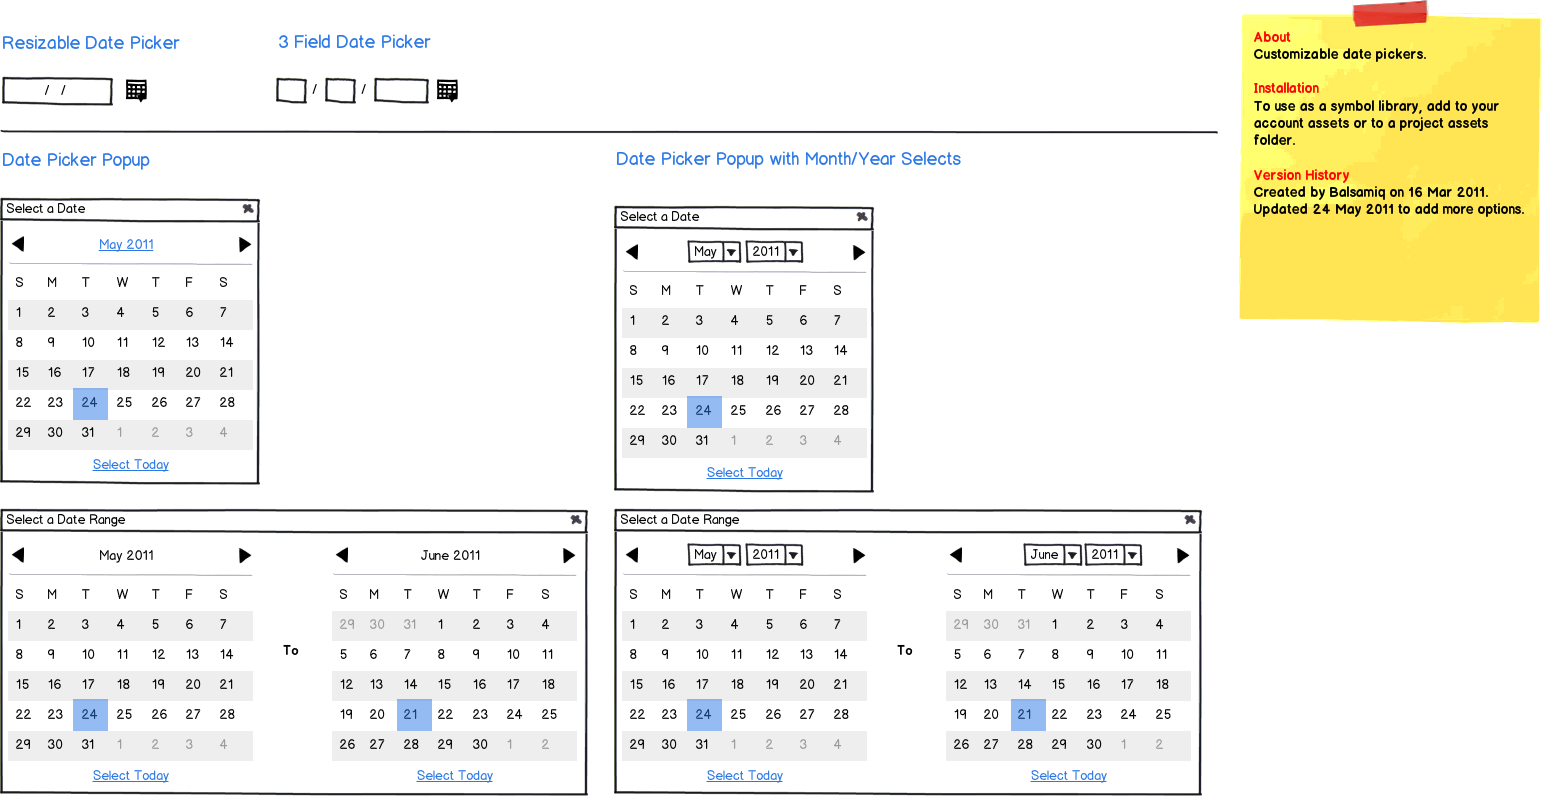 Resizable Date Picker
3 Field Date Picker
/ /
/ /
Date Picker Popup
Select a Date
May 2011
S M T W T F S
1 2 3 4 5 6 7
8 9 10 11 12 13 14
15 16 17 18 19 20 21
22 23 24 25 26 27 28
29 30 31 1 2 3 4
Select Today
Date Picker Popup with Month/Year Selects
Select a Date
May 2011
S M T W T F S
1 2 3 4 5 6 7
8 9 10 11 12 13 14
15 16 17 18 19 20 21
22 23 24 25 26 27 28
29 30 31 1 2 3 4
Select Today
Select a Date Range
May 2011
S M T W T F S
1 2 3 4 5 6 7
8 9 10 11 12 13 14
15 16 17 18 19 20 21
22 23 24 25 26 27 28
29 30 31 1 2 3 4
Select Today
To
June 2011
S M T W T F S
29 30 31 1 2 3 4
5 6 7 8 9 10 11
12 13 14 15 16 17 18
19 20 21 22 23 24 25
26 27 28 29 30 1 2
Select Today
Select a Date Range
May 2011
S M T W T F S
1 2 3 4 5 6 7
8 9 10 11 12 13 14
15 16 17 18 19 20 21
22 23 24 25 26 27 28
29 30 31 1 2 3 4
Select Today
To
June 2011
S M T W T F S
29 30 31 1 2 3 4
5 6 7 8 9 10 11
12 13 14 15 16 17 18
19 20 21 22 23 24 25
26 27 28 29 30 1 2
Select Today
About
Customizable date pickers.
Installation
To use as a symbol library, add to your
account assets or to a project assets
folder.
Version History
Created by Balsamiq on 16 Mar 2011.
Updated 24 May 2011 to add more options.